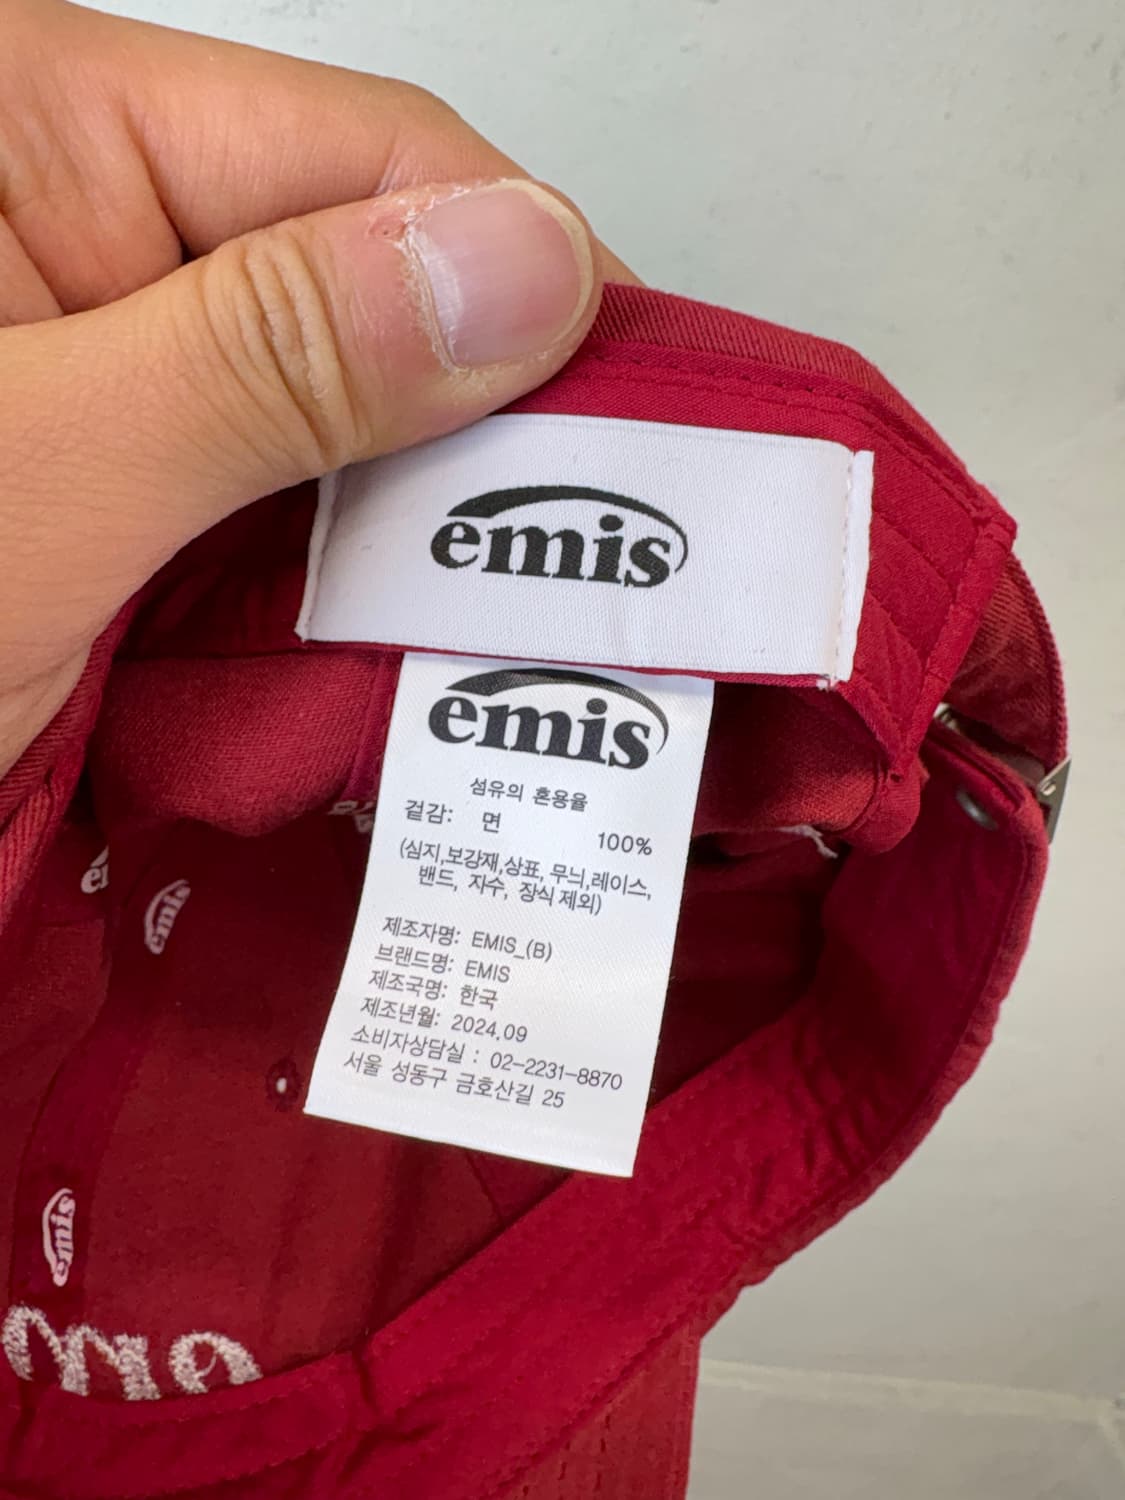 emis
emis
섬유의 혼용율
겉감: 면 100%
(심지,보강재,상표, 무늬,레이스,
밴드, 자수, 장식 제외)
제조자명: EMIS_(B)
브랜드명: EMIS
제조국명: 한국
제조년월: 2024.09
소비자상담실 : 02-2231-8870
서울 성동구 금호산길 25
emis
emis